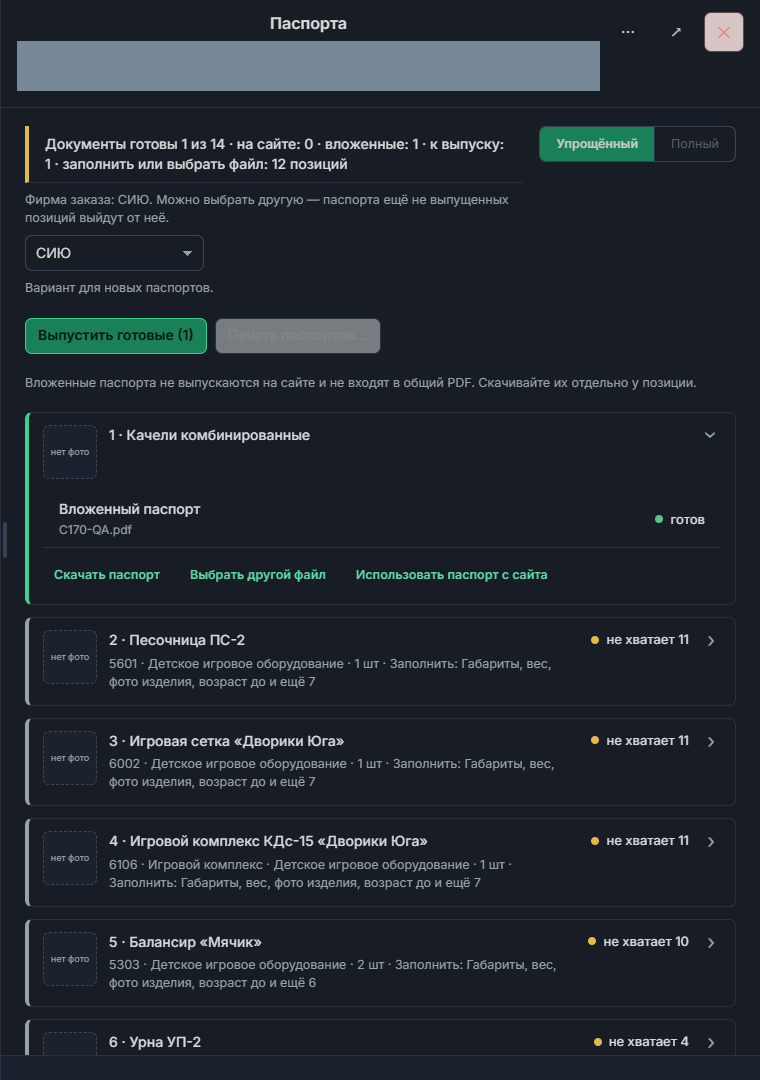 Паспорта
Документы готовы 1 из 14 · на сайте: 0 · вложенные: 1 · к выпуску:
1 · заполнить или выбрать файл: 12 позиций
Упрощённый
Полный
Фирма заказа: СИЮ. Можно выбрать другую — паспорта ещё не выпущенных
позиций выйдут от неё.
СИЮ
Вариант для новых паспортов.
Выпустить готовые (1)
Печать паспортов...
Вложенные паспорта не выпускаются на сайте и не входят в общий PDF. Скачивайте их отдельно у позиции.
нет фото
1 · Качели комбинированные
Вложенный паспорт
C170-QA.pdf
готов
Скачать паспорт
Выбрать другой файл
Использовать паспорт с сайта
нет фото
2 · Песочница ПС-2
не хватает 11
5601 · Детское игровое оборудование · 1 шт · Заполнить: Габариты, вес,
фото изделия, возраст до и ещё 7
нет фото
3 · Игровая сетка «Дворики Юга»
не хватает 11
6002 · Детское игровое оборудование · 1 шт · Заполнить: Габариты, вес,
фото изделия, возраст до и ещё 7
нет фото
4 · Игровой комплекс КДс-15 «Дворики Юга»
не хватает 11
6106 · Игровой комплекс · Детское игровое оборудование · 1 шт ·
Заполнить: Габариты, вес, фото изделия, возраст до и ещё 7
нет фото
5 · Балансир «Мячик»
не хватает 10
5303 · Детское игровое оборудование · 2 шт · Заполнить: Габариты, вес,
фото изделия, возраст до и ещё 6
6 · Урна УП-2
не хватает 4